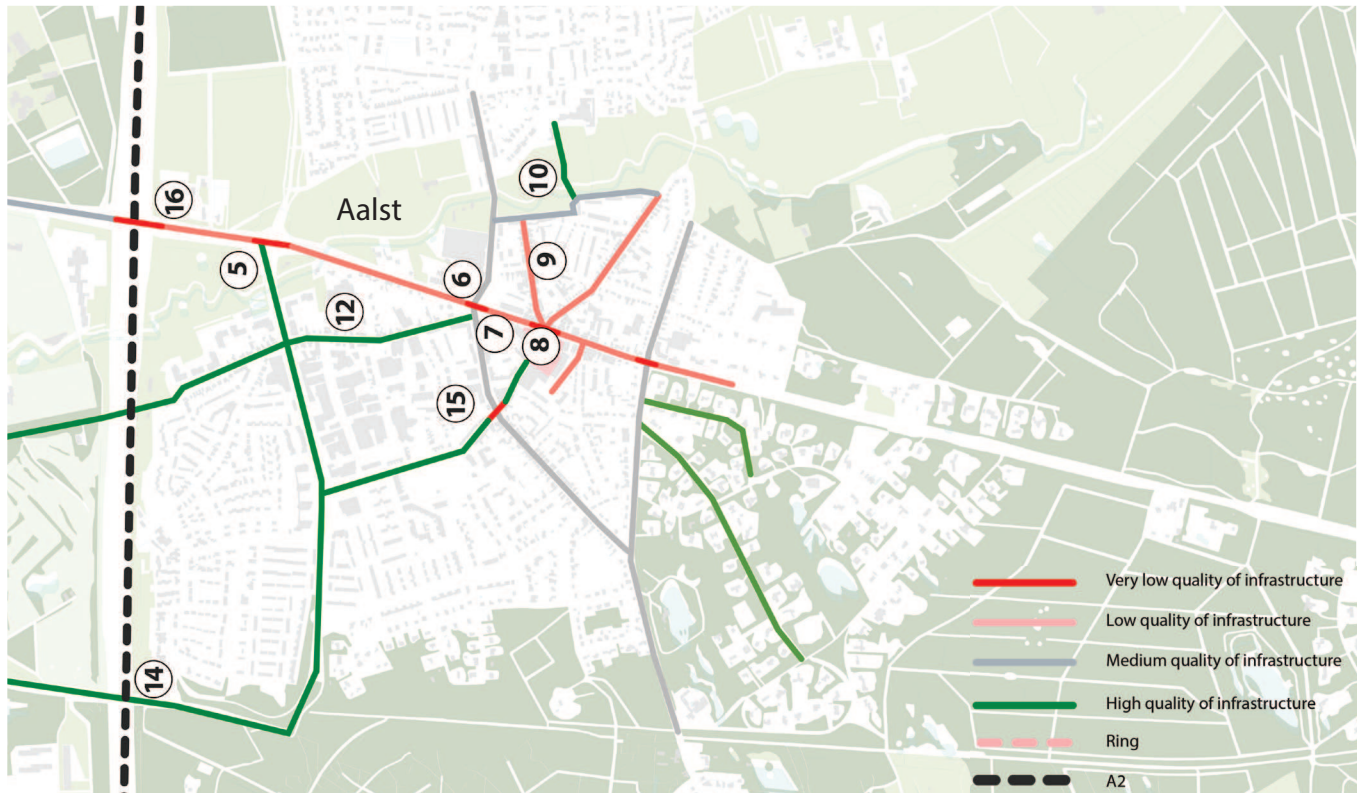 10
16
Aalst
9
5
6
12
7
8
15
14
Very low quality of infrastructure
Low quality of infrastructure
Medium quality of infrastructure
High quality of infrastructure
Ring
A2